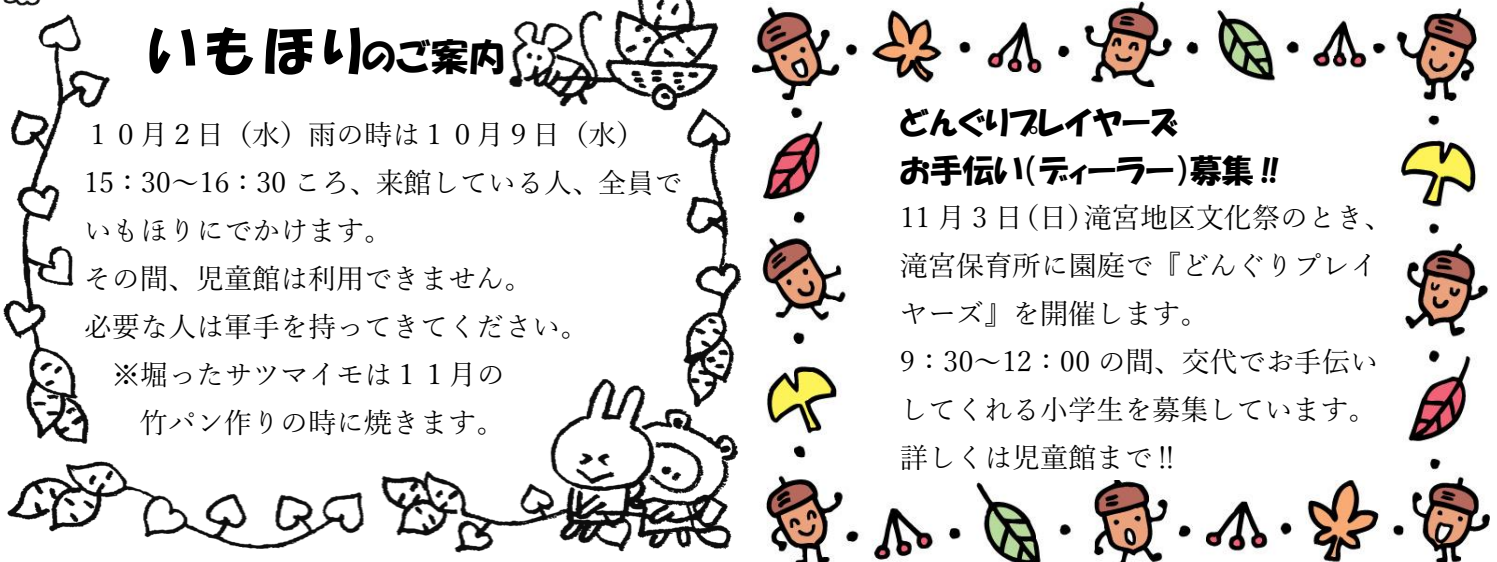 いもほりのご案内
１０月２日（水）雨の時は１０月９日（水）
15：30～16：30 ころ、来館している人、全員で
いもほりにでかけます。
その間、児童館は利用できません。
必要な人は軍手を持ってきてください。
※堀ったサツマイモは１１月の
竹パン作りの時に焼きます。
どんぐりプレイヤーズ
お手伝い(ディーラー)募集‼
11月3日(日)滝宮地区文化祭のとき、
滝宮保育所に園庭で『どんぐりプレイ
ヤーズ』を開催します。
9：30～12：00 の間、交代でお手伝い
してくれる小学生を募集しています。
詳しくは児童館まで‼